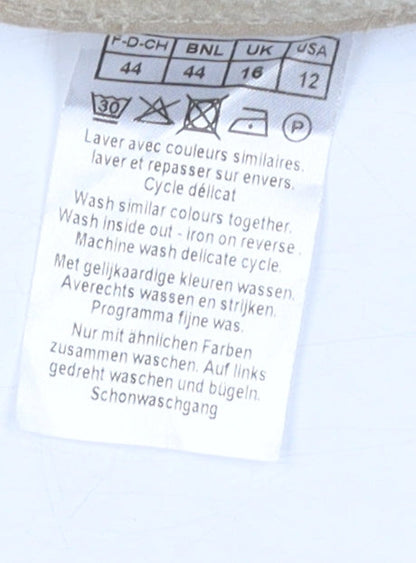 F-D-CH BNL UK USA
44 44 16 12
30 P
Laver avec couleurs similaires.
laver et repasser sur envers.
Cycle délicat
Wash similar colours together.
Wash inside out - iron on reverse.
Machine wash delicate cycle.
Met gelijkaardige kleuren wassen.
Averechts wassen en strijken.
Programma fijne was.
Nur mit ähnlichen Farben
zusammen waschen. Auf links
gedreht waschen und bügeln.
Schonwaschgang